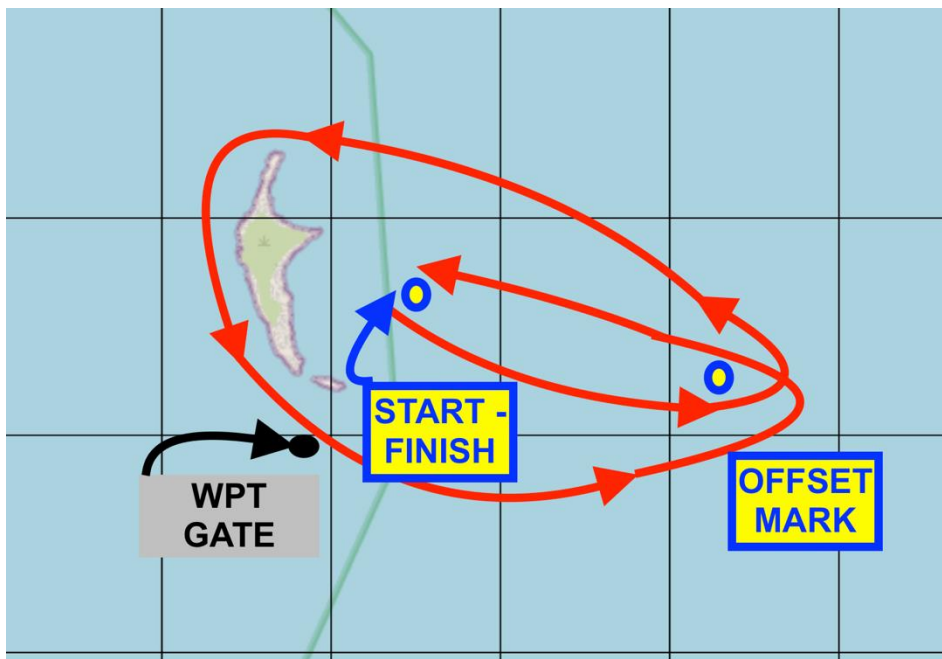 START -
FINISH
WPT
GATE
OFFSET
MARK